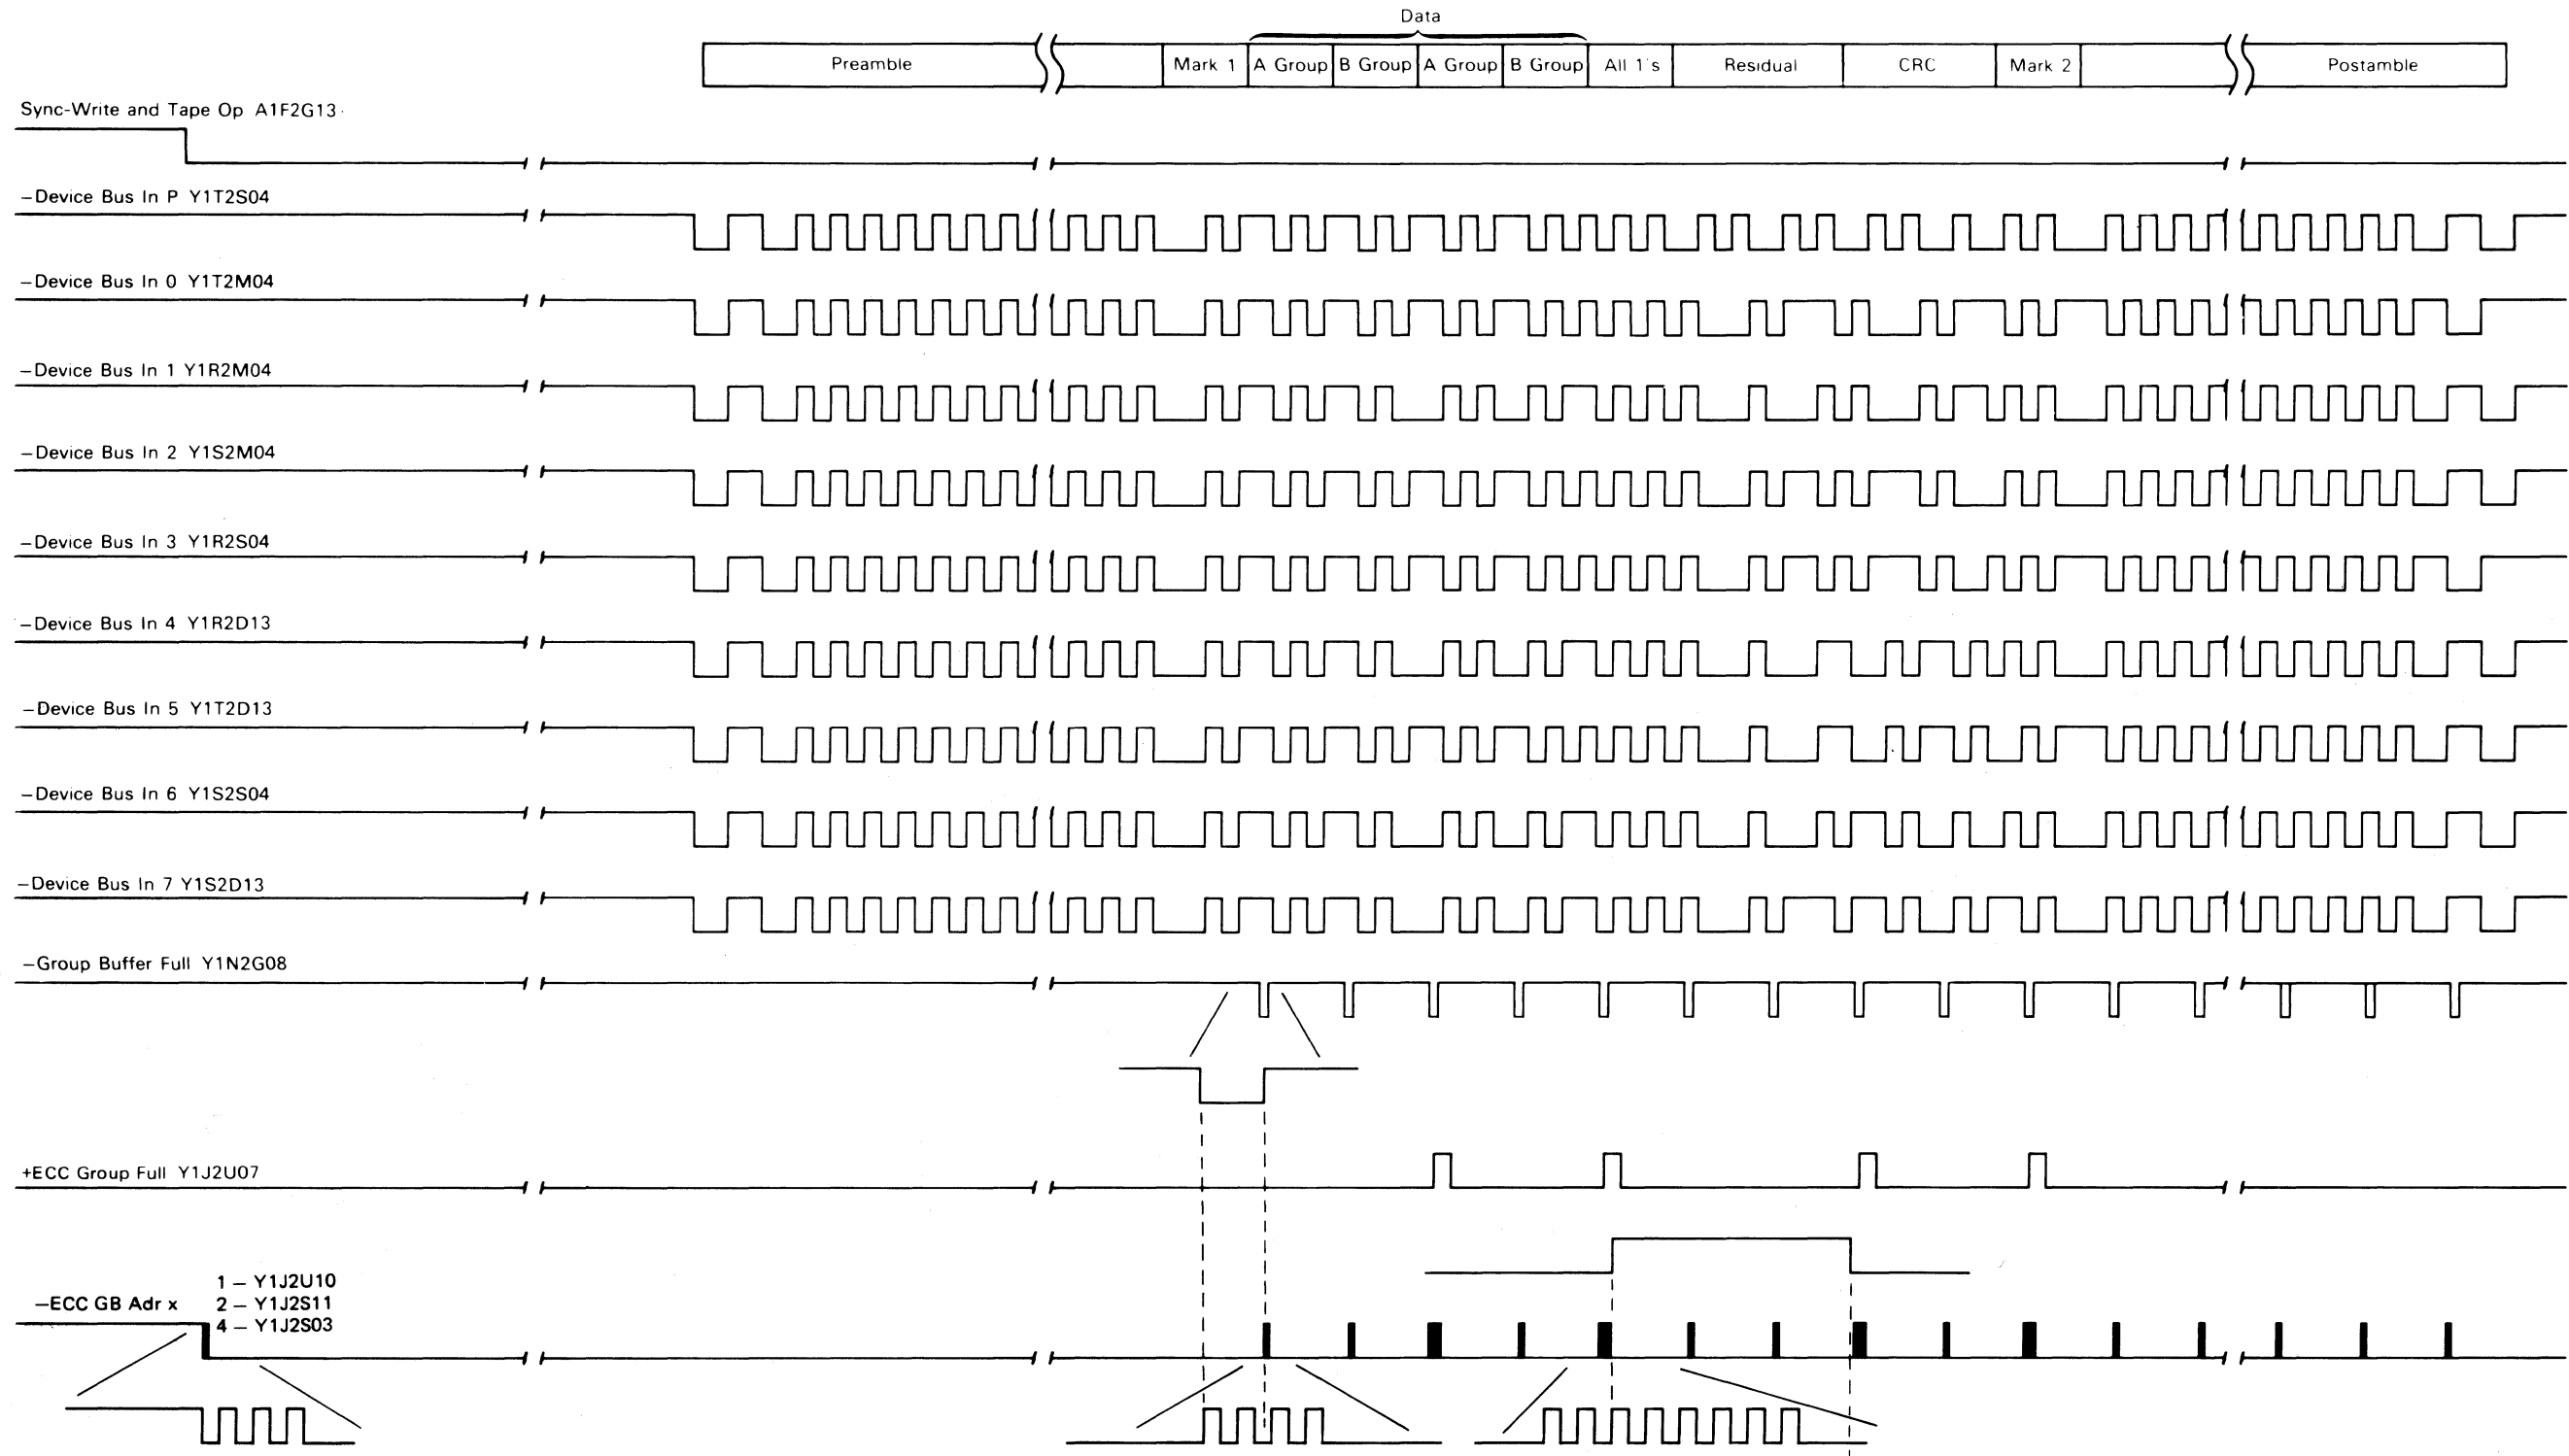 Data
Preamble Mark 1 A Group B Group A Group B Group All 1's Residual CRC Mark 2 Postamble
Sync-Write and Tape Op A1F2G13
–Device Bus In P Y1T2S04
–Device Bus In 0 Y1T2M04
–Device Bus In 1 Y1R2M04
–Device Bus In 2 Y1S2M04
–Device Bus In 3 Y1R2S04
–Device Bus In 4 Y1R2D13
–Device Bus In 5 Y1T2D13
–Device Bus In 6 Y1S2S04
–Device Bus In 7 Y1S2D13
–Group Buffer Full Y1N2G08
+ECC Group Full Y1J2U07
1 – Y1J2U10
–ECC GB Adr x 2 – Y1J2S11
4 – Y1J2S03